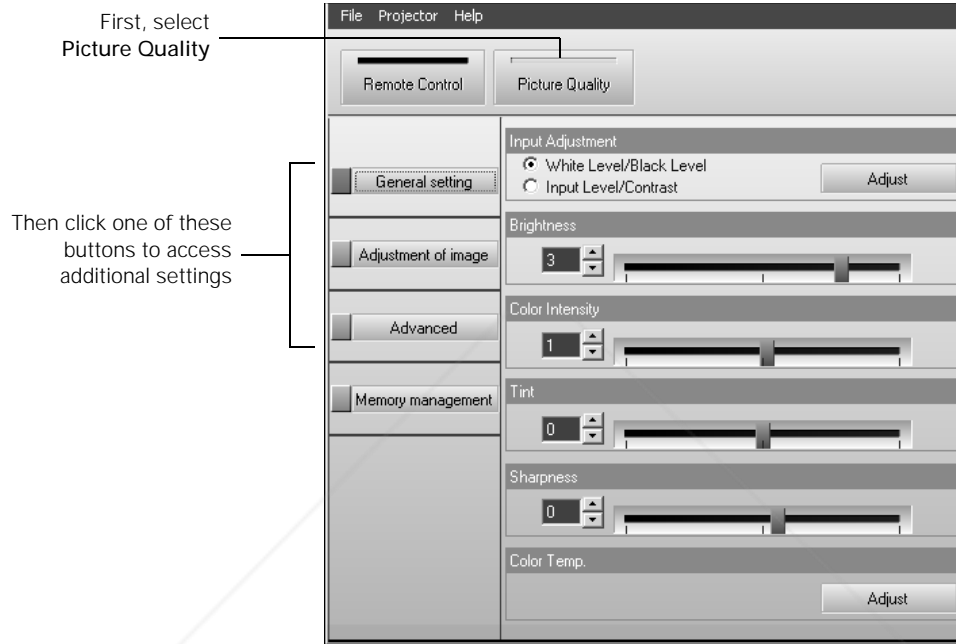 First, select
Picture Quality
File Projector Help
Remote Control
Picture Quality
Then click one of these
buttons to access
additional settings
General setting
Adjustment of image
Advanced
Memory management
Input Adjustment
White Level/Black Level
Input Level/Contrast
Adjust
Brightness
3
Color Intensity
1
Tint
0
Sharpness
0
Color Temp.
Adjust